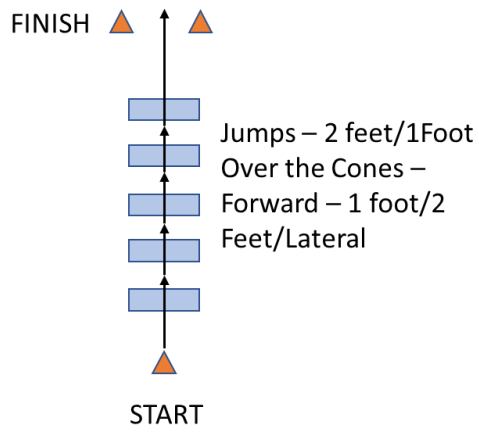 FINISH
Jumps – 2 feet/1Foot
Over the Cones –
Forward – 1 foot/2
Feet/Lateral
START